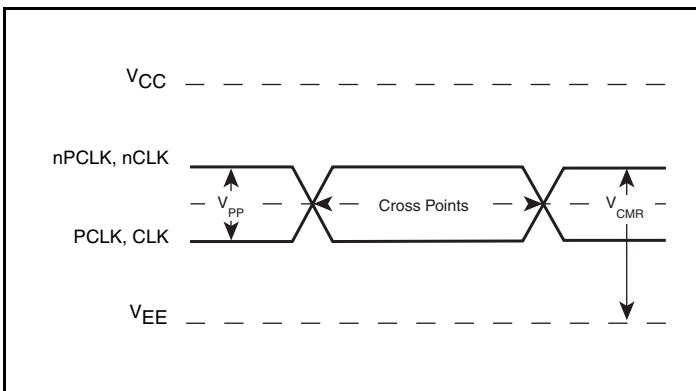 VCC
nPCLK, nCLK
VPP
Cross Points
VCMR
PCLK, CLK
VEE